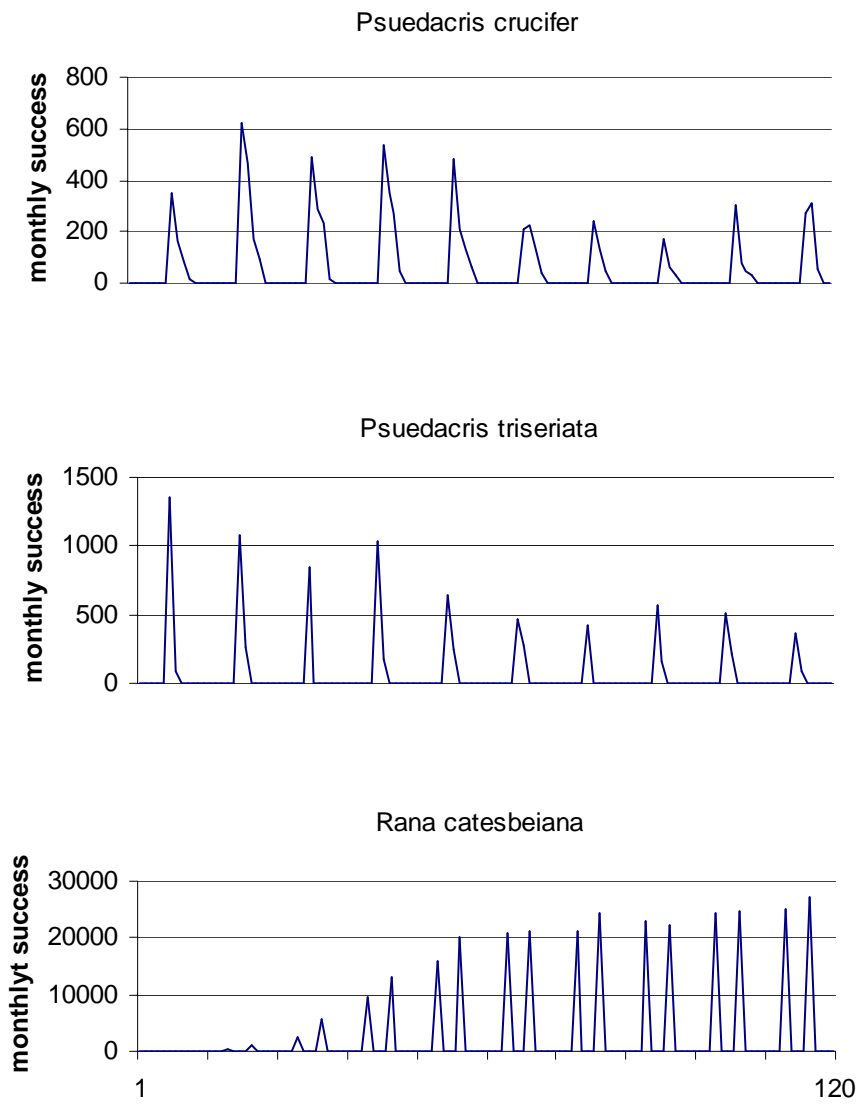 Psuedacris crucifer
monthly success
800
600
400
200
0
Psuedacris triseriata
monthly success
1500
1000
500
0
Rana catesbeiana
monthlyt success
30000
20000
10000
0
1
120